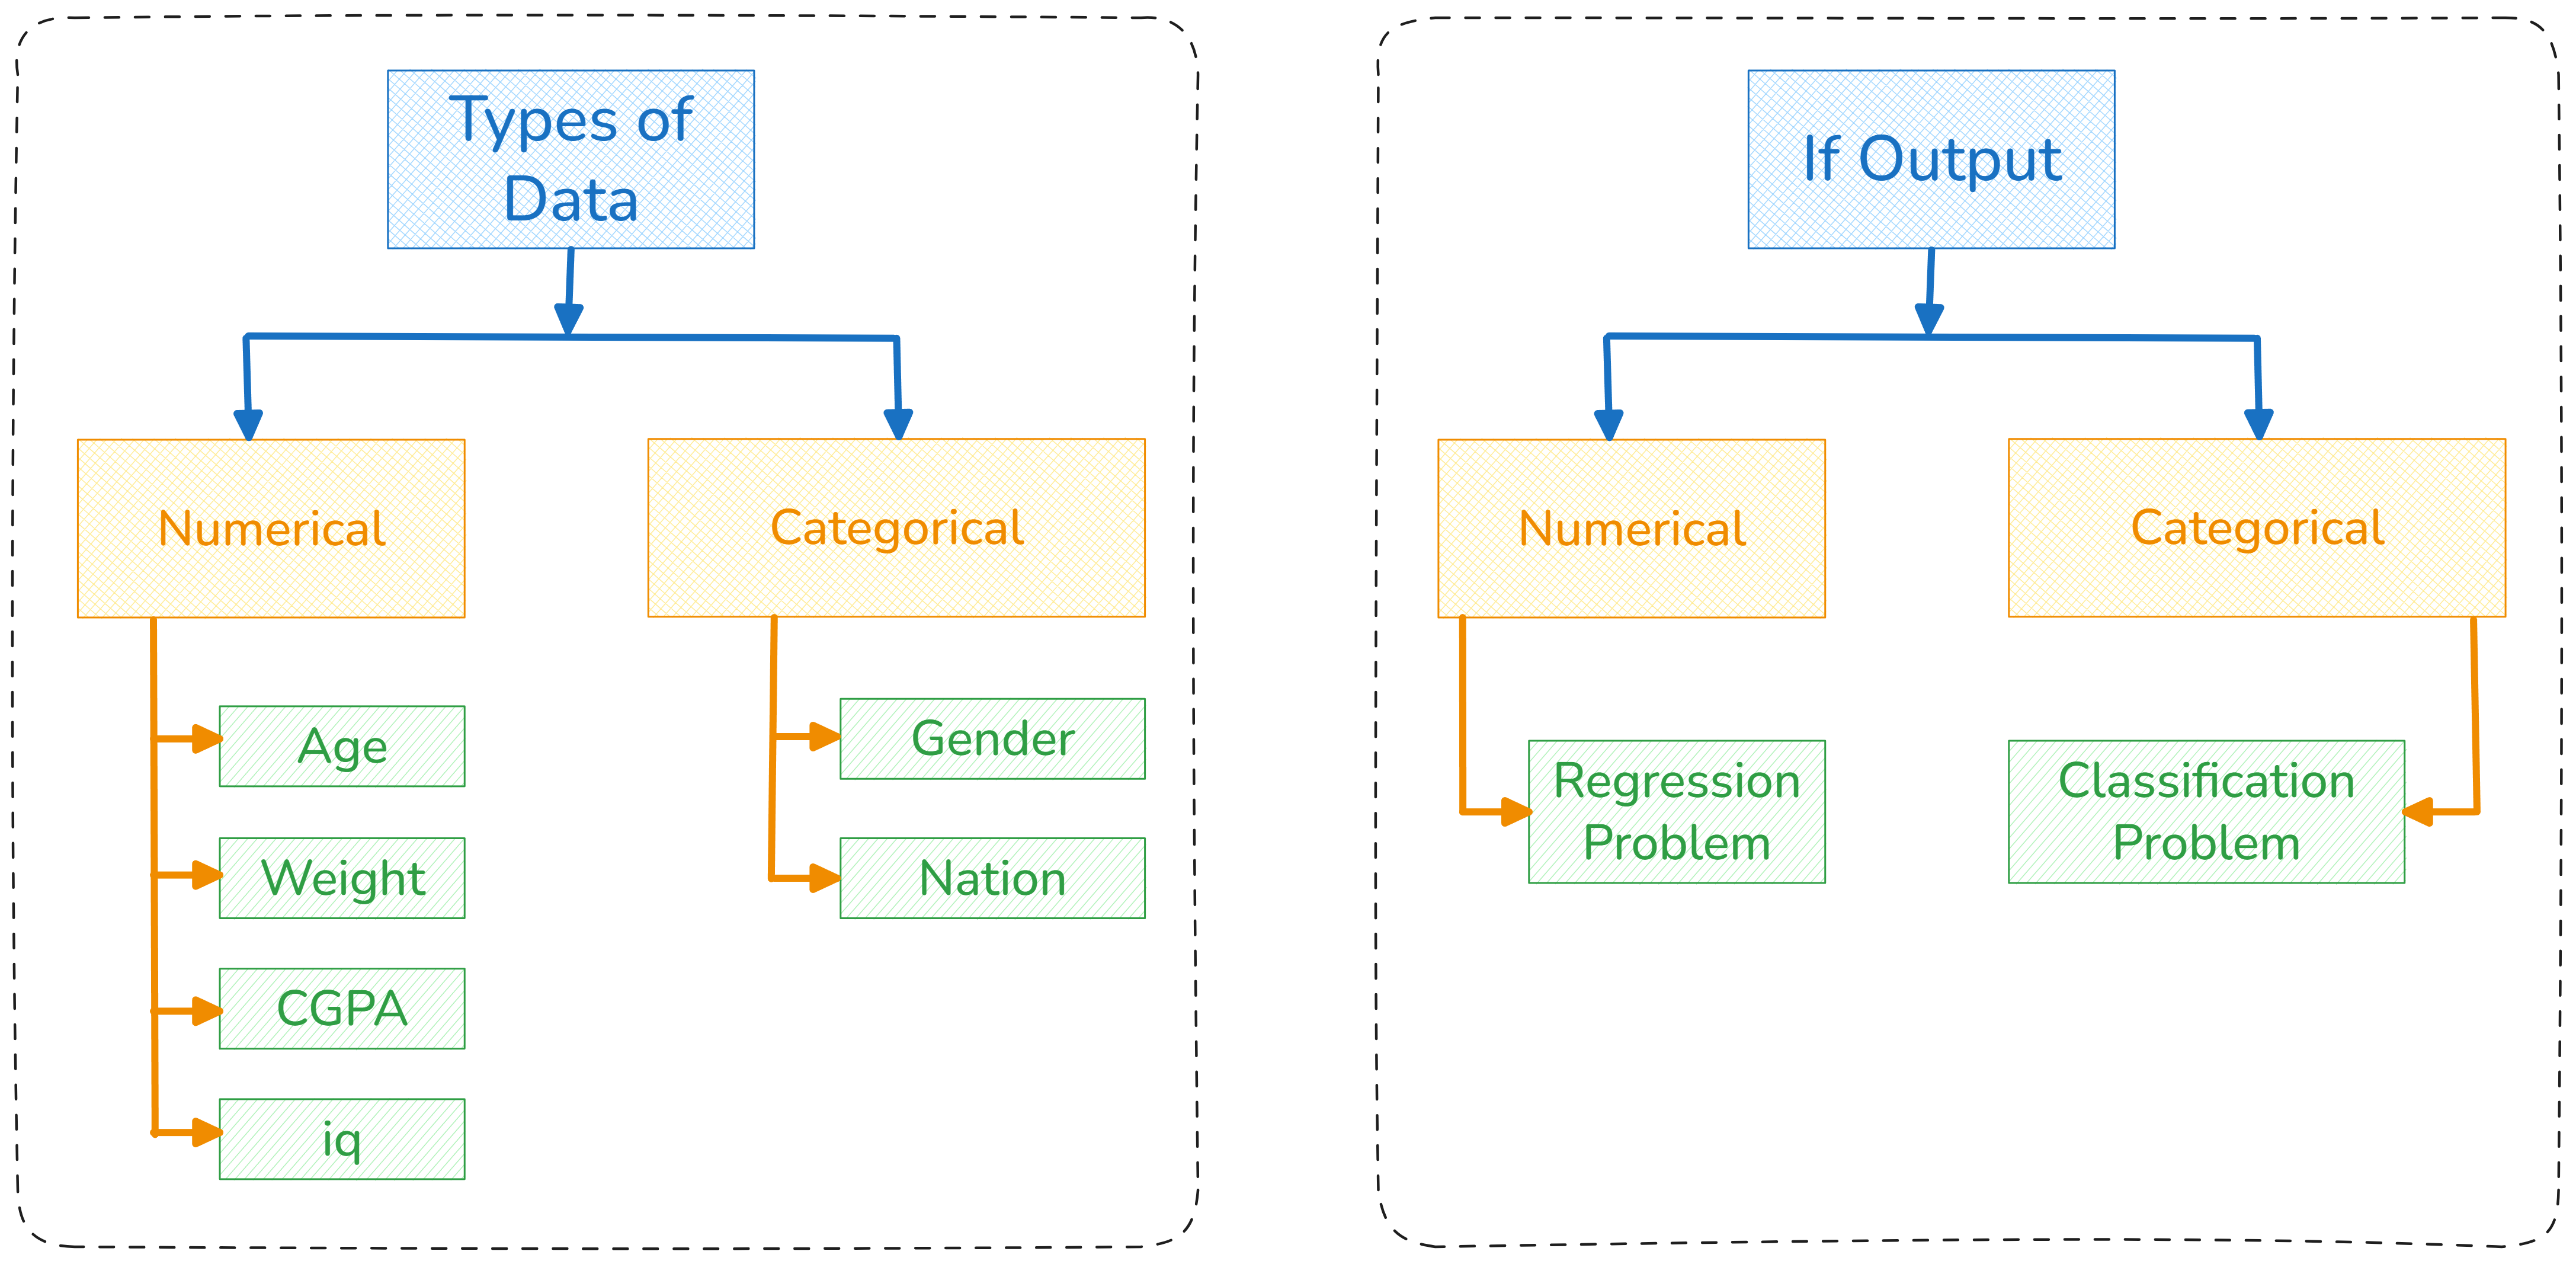 Types of
Data
Numerical
Categorical
Age
Weight
CGPA
iq
Gender
Nation
If Output
Numerical
Categorical
Regression
Problem
Classification
Problem